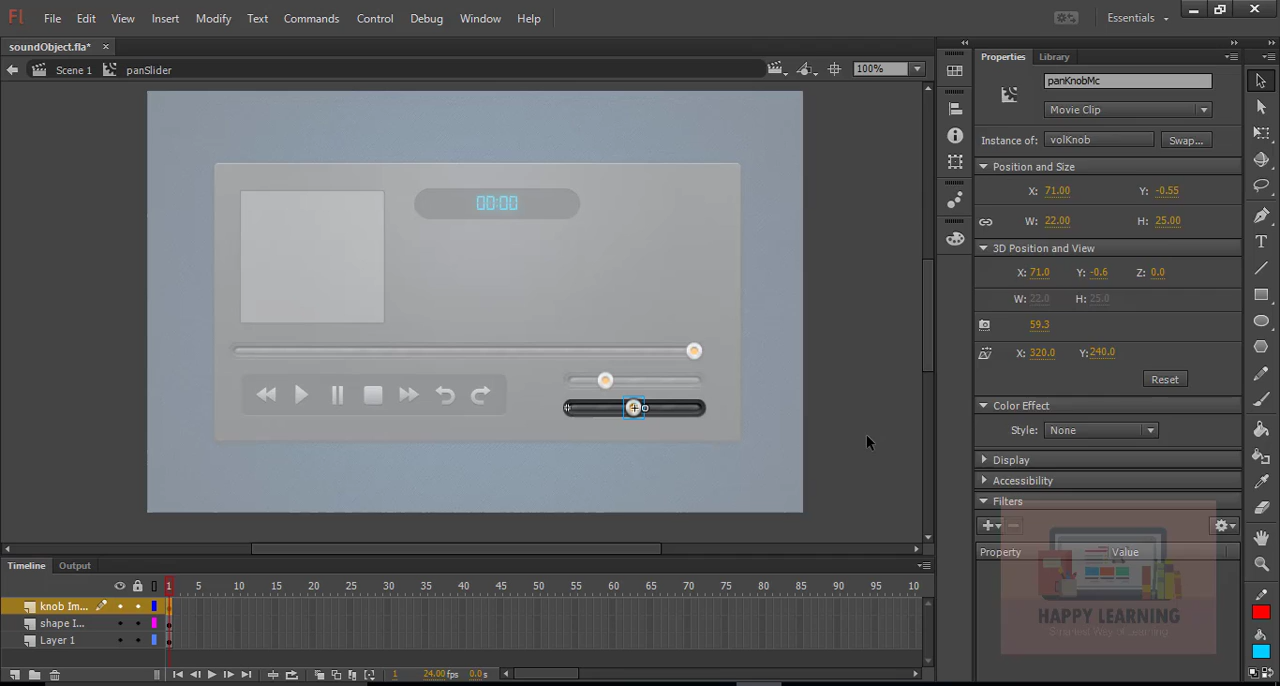 Fl File Edit View Insert Modify Text Commands Control Debug Window Help Essentials
soundObject.fla* ×
Scene 1 panSlider 100%
Properties Library
panKnobMc
Movie Clip
Instance of: volKnob Swap...
Position and Size
X: 71.00 Y: -0.55
W: 22.00 H: 25.00
3D Position and View
X: 71.0 Y: -0.6 Z: 0.0
W: 22.0 H: 25.0
59.3
X: 320.0 Y: 240.0
Reset
Color Effect
Style: None
Display
Accessibility
Filters
Property Value
00:00
HAPPY LEARNING
Smartest Way of Learning
Timeline Output
1 5 10 15 20 25 30 35 40 45 50 55 60 65 70 75 80 85 90 95 10
knob Im...
shape I...
Layer 1
1 24.00 fps 0.0 s